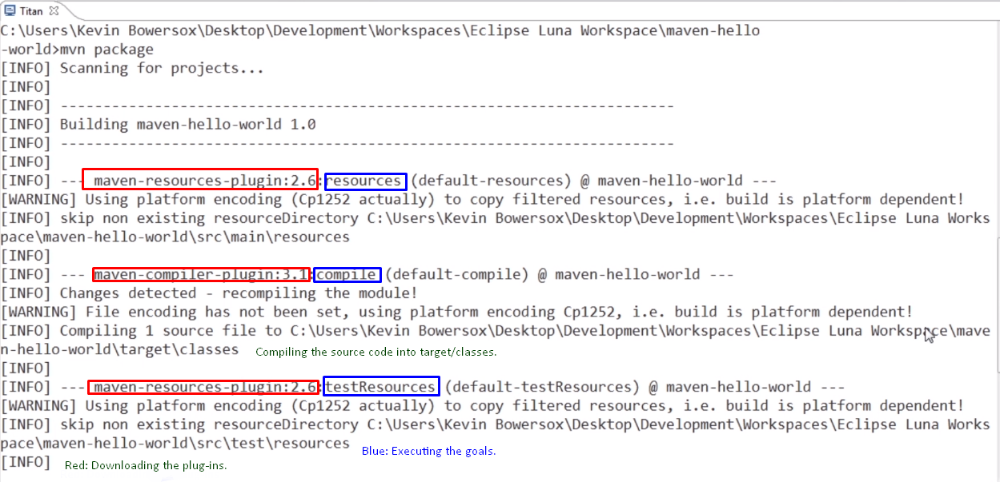 Titan
C:\Users\Kevin Bowersox\Desktop\Development\Workspaces\Eclipse Luna Workspace\maven-hello
-world>mvn package
[INFO] Scanning for projects...
[INFO]
[INFO] ------------------------------------------------------------------------
[INFO] Building maven-hello-world 1.0
[INFO] ------------------------------------------------------------------------
[INFO]
[INFO] --- maven-resources-plugin:2.6:resources (default-resources) @ maven-hello-world ---
[WARNING] Using platform encoding (Cp1252 actually) to copy filtered resources, i.e. build is platform dependent!
[INFO] skip non existing resourceDirectory C:\Users\Kevin Bowersox\Desktop\Development\Workspaces\Eclipse Luna Works
pace\maven-hello-world\src\main\resources
[INFO]
[INFO] --- maven-compiler-plugin:3.1:compile (default-compile) @ maven-hello-world ---
[INFO] Changes detected - recompiling the module!
[WARNING] File encoding has not been set, using platform encoding Cp1252, i.e. build is platform dependent!
[INFO] Compiling 1 source file to C:\Users\Kevin Bowersox\Desktop\Development\Workspaces\Eclipse Luna Workspace\mave
n-hello-world\target\classes Compiling the source code into target/classes.
[INFO]
[INFO] --- maven-resources-plugin:2.6:testResources (default-testResources) @ maven-hello-world ---
[WARNING] Using platform encoding (Cp1252 actually) to copy filtered resources, i.e. build is platform dependent!
[INFO] skip non existing resourceDirectory C:\Users\Kevin Bowersox\Desktop\Development\Workspaces\Eclipse Luna Works
pace\maven-hello-world\src\test\resources
Blue: Executing the goals.
[INFO] Red: Downloading the plug-ins.